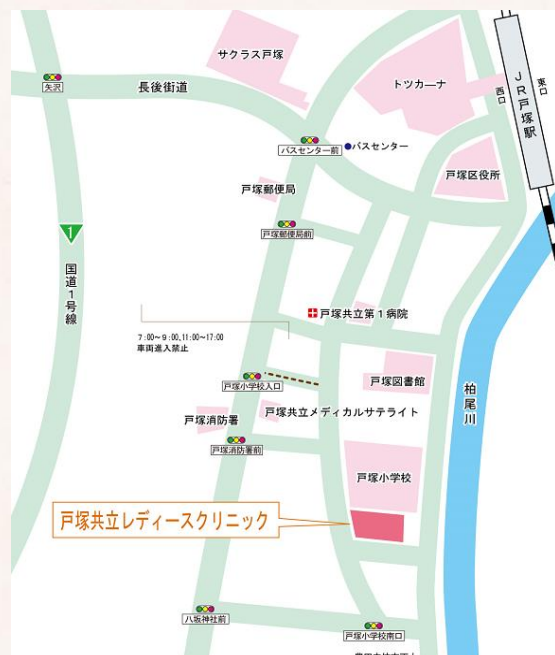 サクラス戸塚
トツカーナ
JR戸塚駅
東口
西口
矢沢
長後街道
バスセンター前
バスセンター
戸塚区役所
戸塚郵便局
戸塚郵便局前
1
国道1号線
戸塚共立第1病院
7:00~9:00,11:00~17:00
車両進入禁止
戸塚小学校入口
戸塚図書館
柏尾川
戸塚消防署
戸塚共立メディカルサテライト
戸塚消防署前
戸塚小学校
戸塚共立レディースクリニック
八坂神社前
戸塚小学校南口